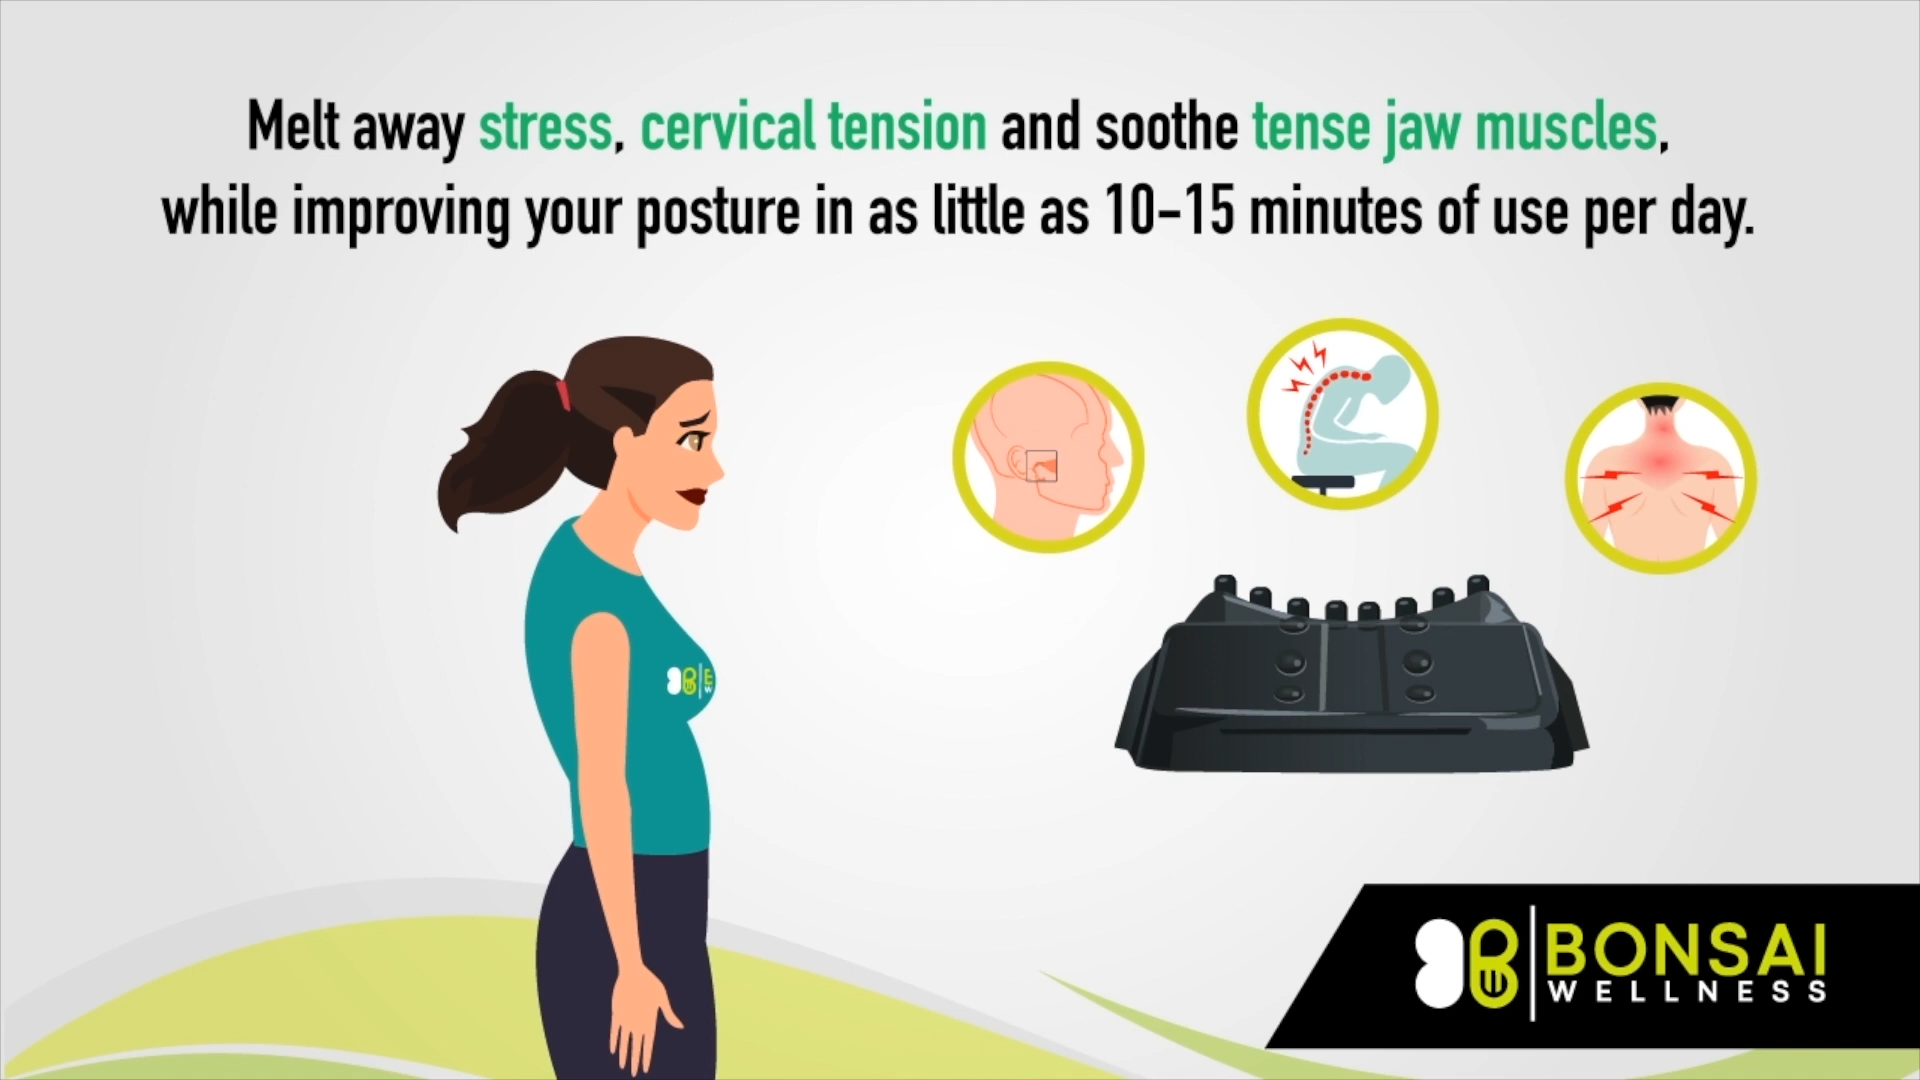 Melt away stress, cervical tension and soothe tense jaw muscles,
while improving your posture in as little as 10-15 minutes of use per day.
BONSAI
WELLNESS